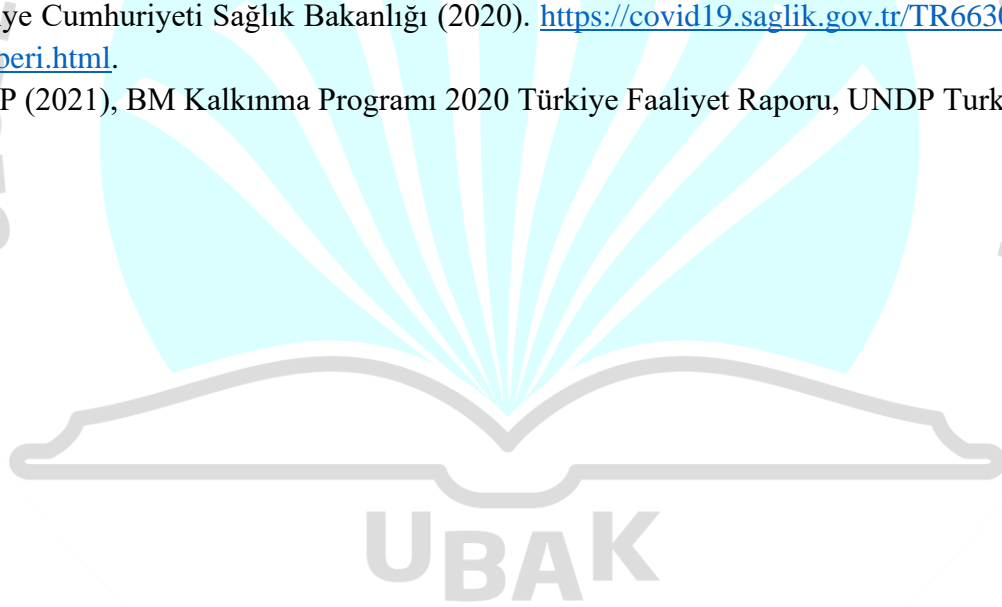 ye Cumhuriyeti Sağlık Bakanlığı (2020). https://covid19.saglik.gov.tr/TR663
beri.html.
P (2021), BM Kalkınma Programı 2020 Türkiye Faaliyet Raporu, UNDP Turk
UBAK